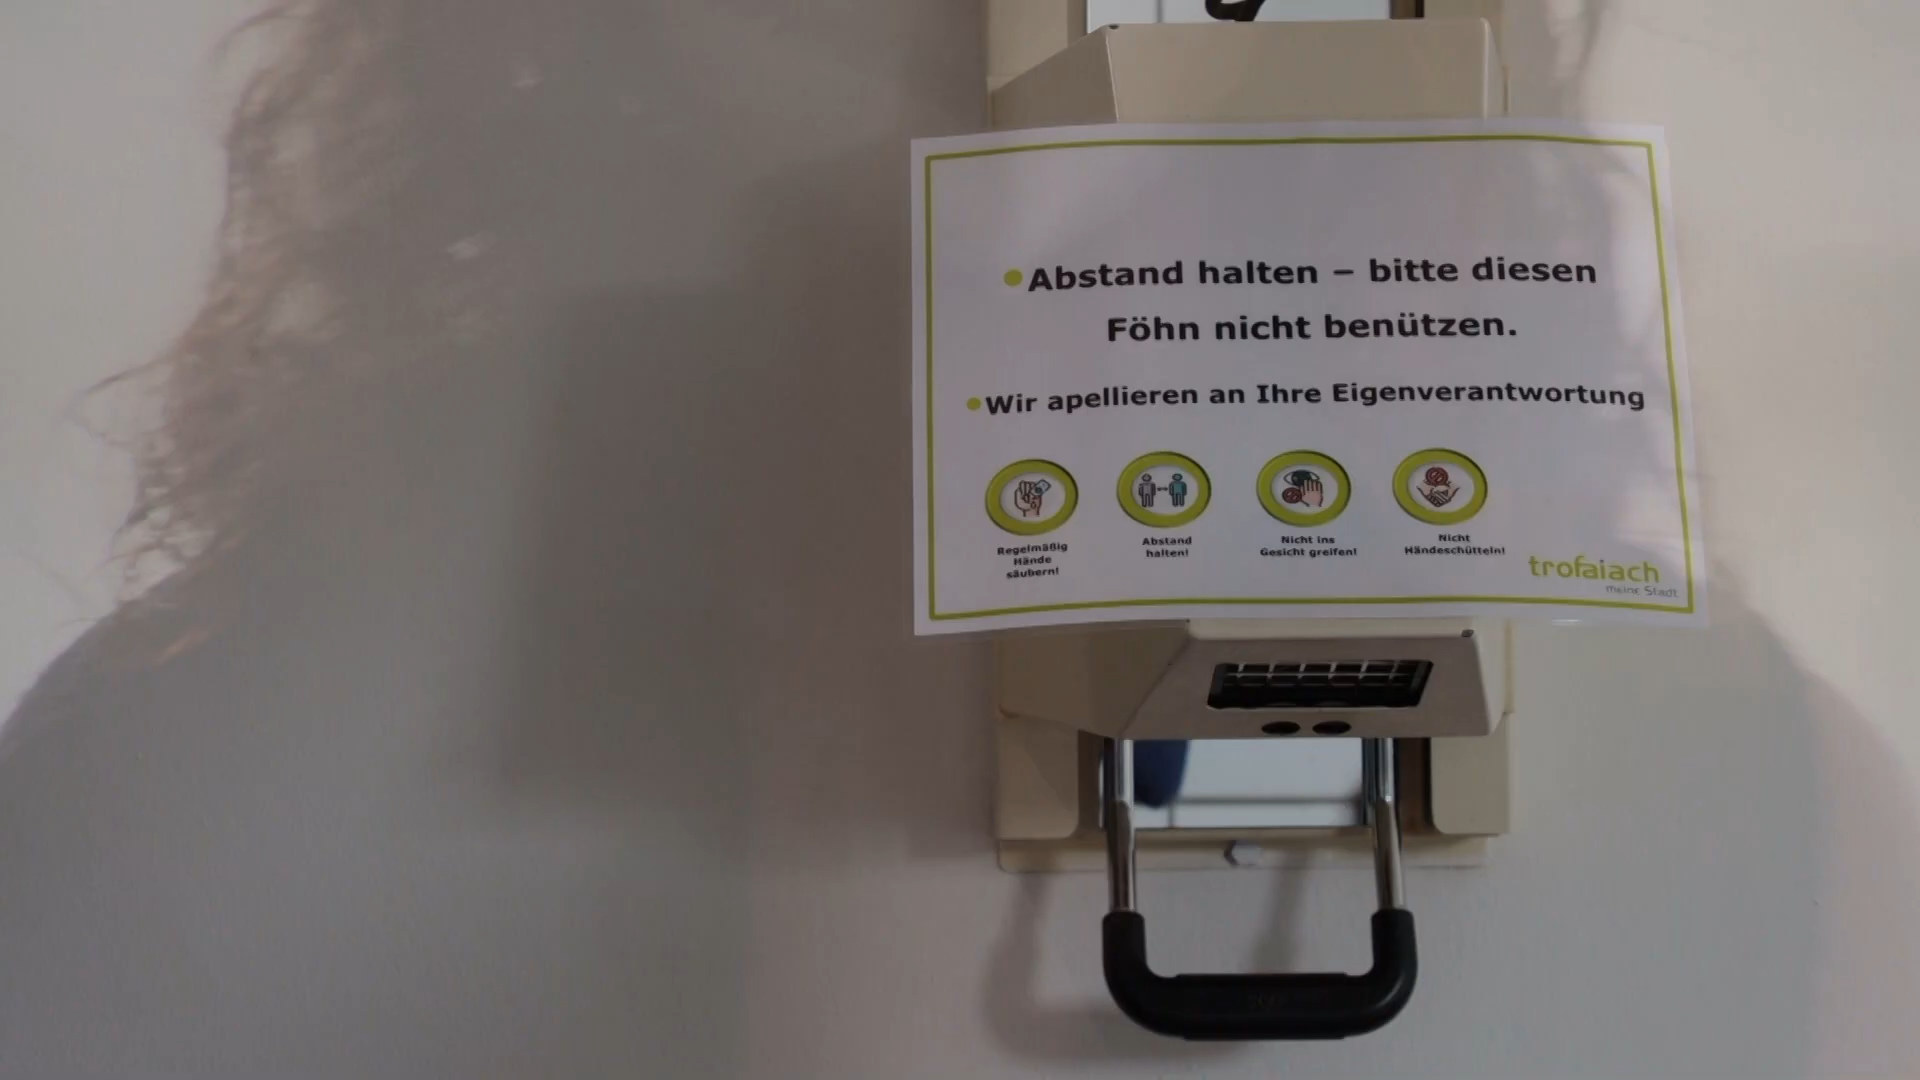 Abstand halten – bitte diesen
Föhn nicht benützen.
Wir apellieren an Ihre Eigenverantwortung
Regelmäßig
Hände
säubern!
Abstand
halten!
Nicht ins
Gesicht greifen!
Nicht
Händeschütteln!
trofaiach
meine Stadt